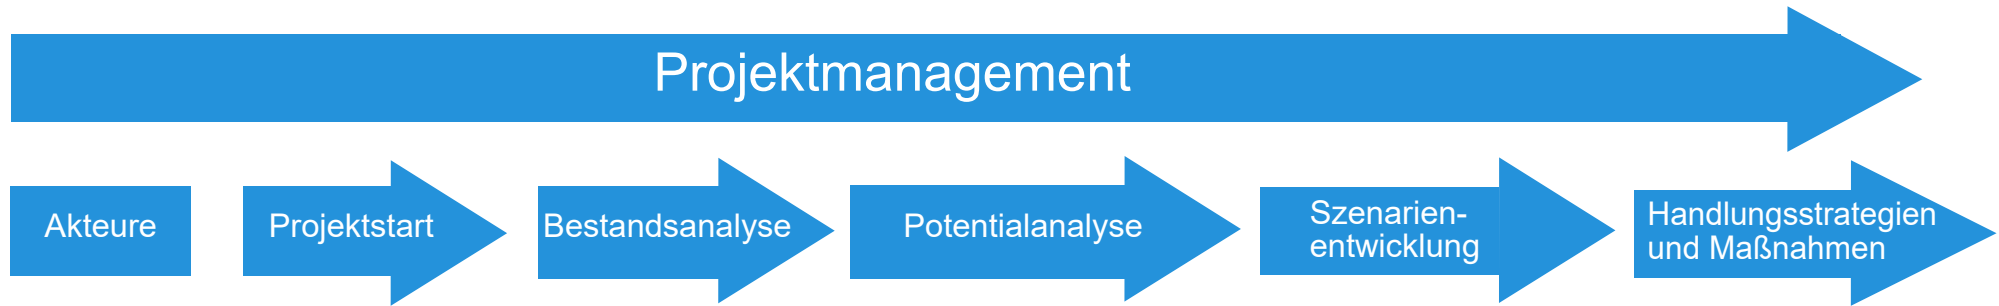 Projektmanagement
Akteure
Projektstart
Bestandsanalyse
Potentialanalyse
Szenarien-
entwicklung
Handlungsstrategien
und Maßnahmen